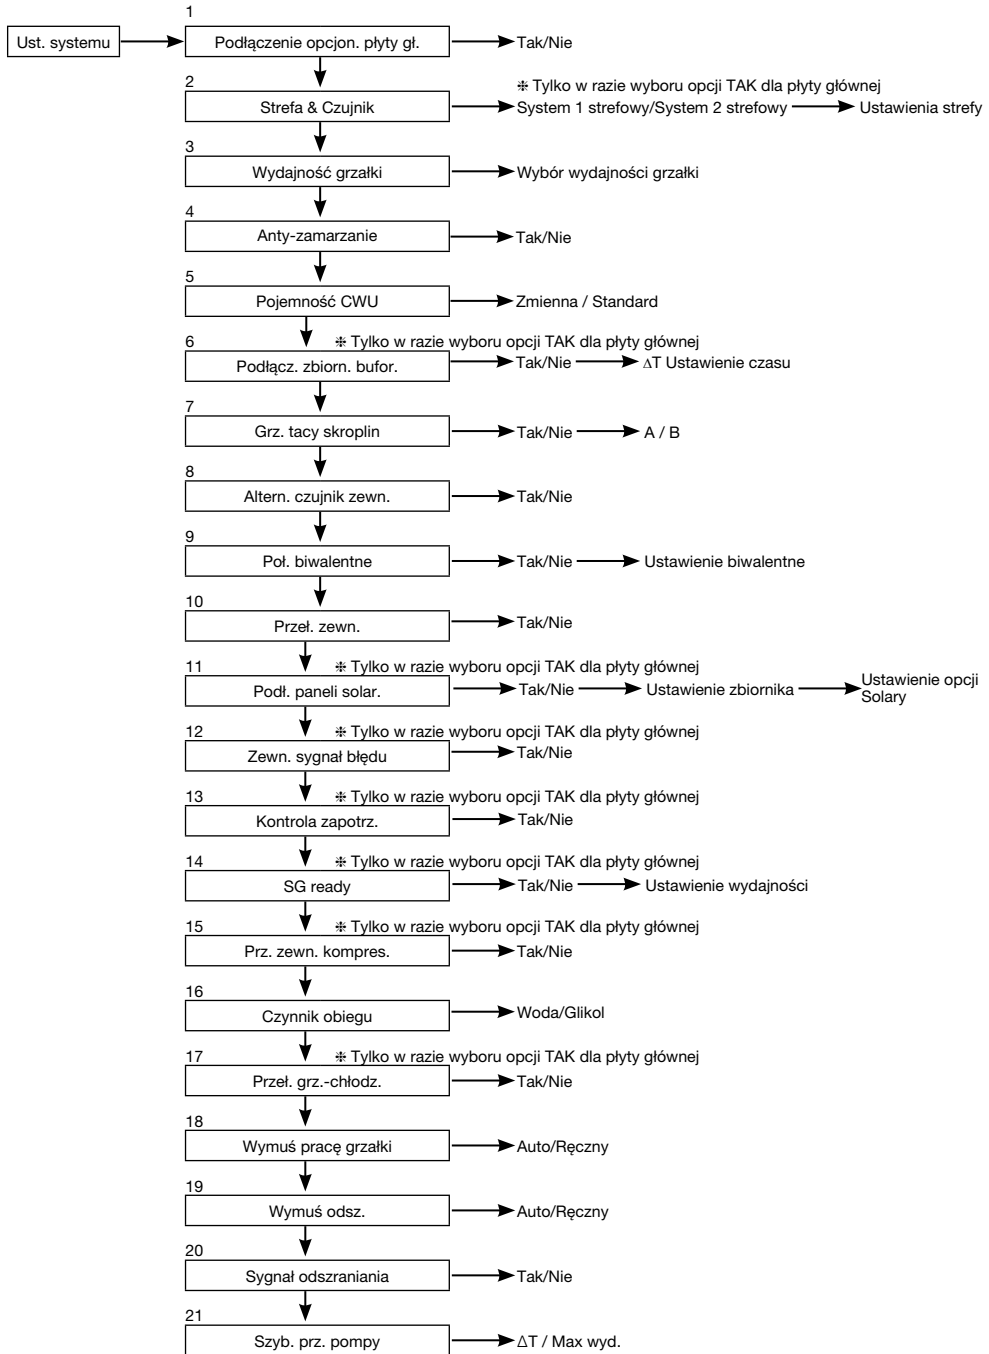 1
Ust. systemu
Podłączenie opcjon. płyty gł.
Tak/Nie
2
❈ Tylko w razie wyboru opcji TAK dla płyty głównej
Strefa & Czujnik
System 1 strefowy/System 2 strefowy
Ustawienia strefy
3
Wydajność grzałki
Wybór wydajności grzałki
4
Anty-zamarzanie
Tak/Nie
5
Pojemność CWU
Zmienna / Standard
6
❈ Tylko w razie wyboru opcji TAK dla płyty głównej
Podłącz. zbiorn. bufor.
Tak/Nie
ΔT Ustawienie czasu
7
Grz. tacy skroplin
Tak/Nie
A / B
8
Altern. czujnik zewn.
Tak/Nie
9
Poł. biwalentne
Tak/Nie
Ustawienie biwalentne
10
Przeł. zewn.
Tak/Nie
11
❈ Tylko w razie wyboru opcji TAK dla płyty głównej
Podł. paneli solar.
Tak/Nie
Ustawienie zbiornika
Ustawienie opcji
Solary
12
❈ Tylko w razie wyboru opcji TAK dla płyty głównej
Zewn. sygnał błędu
Tak/Nie
13
❈ Tylko w razie wyboru opcji TAK dla płyty głównej
Kontrola zapotrz.
Tak/Nie
14
❈ Tylko w razie wyboru opcji TAK dla płyty głównej
SG ready
Tak/Nie
Ustawienie wydajności
15
❈ Tylko w razie wyboru opcji TAK dla płyty głównej
Prz. zewn. kompres.
Tak/Nie
16
Czynnik obiegu
Woda/Glikol
17
❈ Tylko w razie wyboru opcji TAK dla płyty głównej
Przeł. grz.-chłodz.
Tak/Nie
18
Wymuś pracę grzałki
Auto/Ręczny
19
Wymuś odsz.
Auto/Ręczny
20
Sygnał odszraniania
Tak/Nie
21
Szyb. prz. pompy
ΔT / Max wyd.